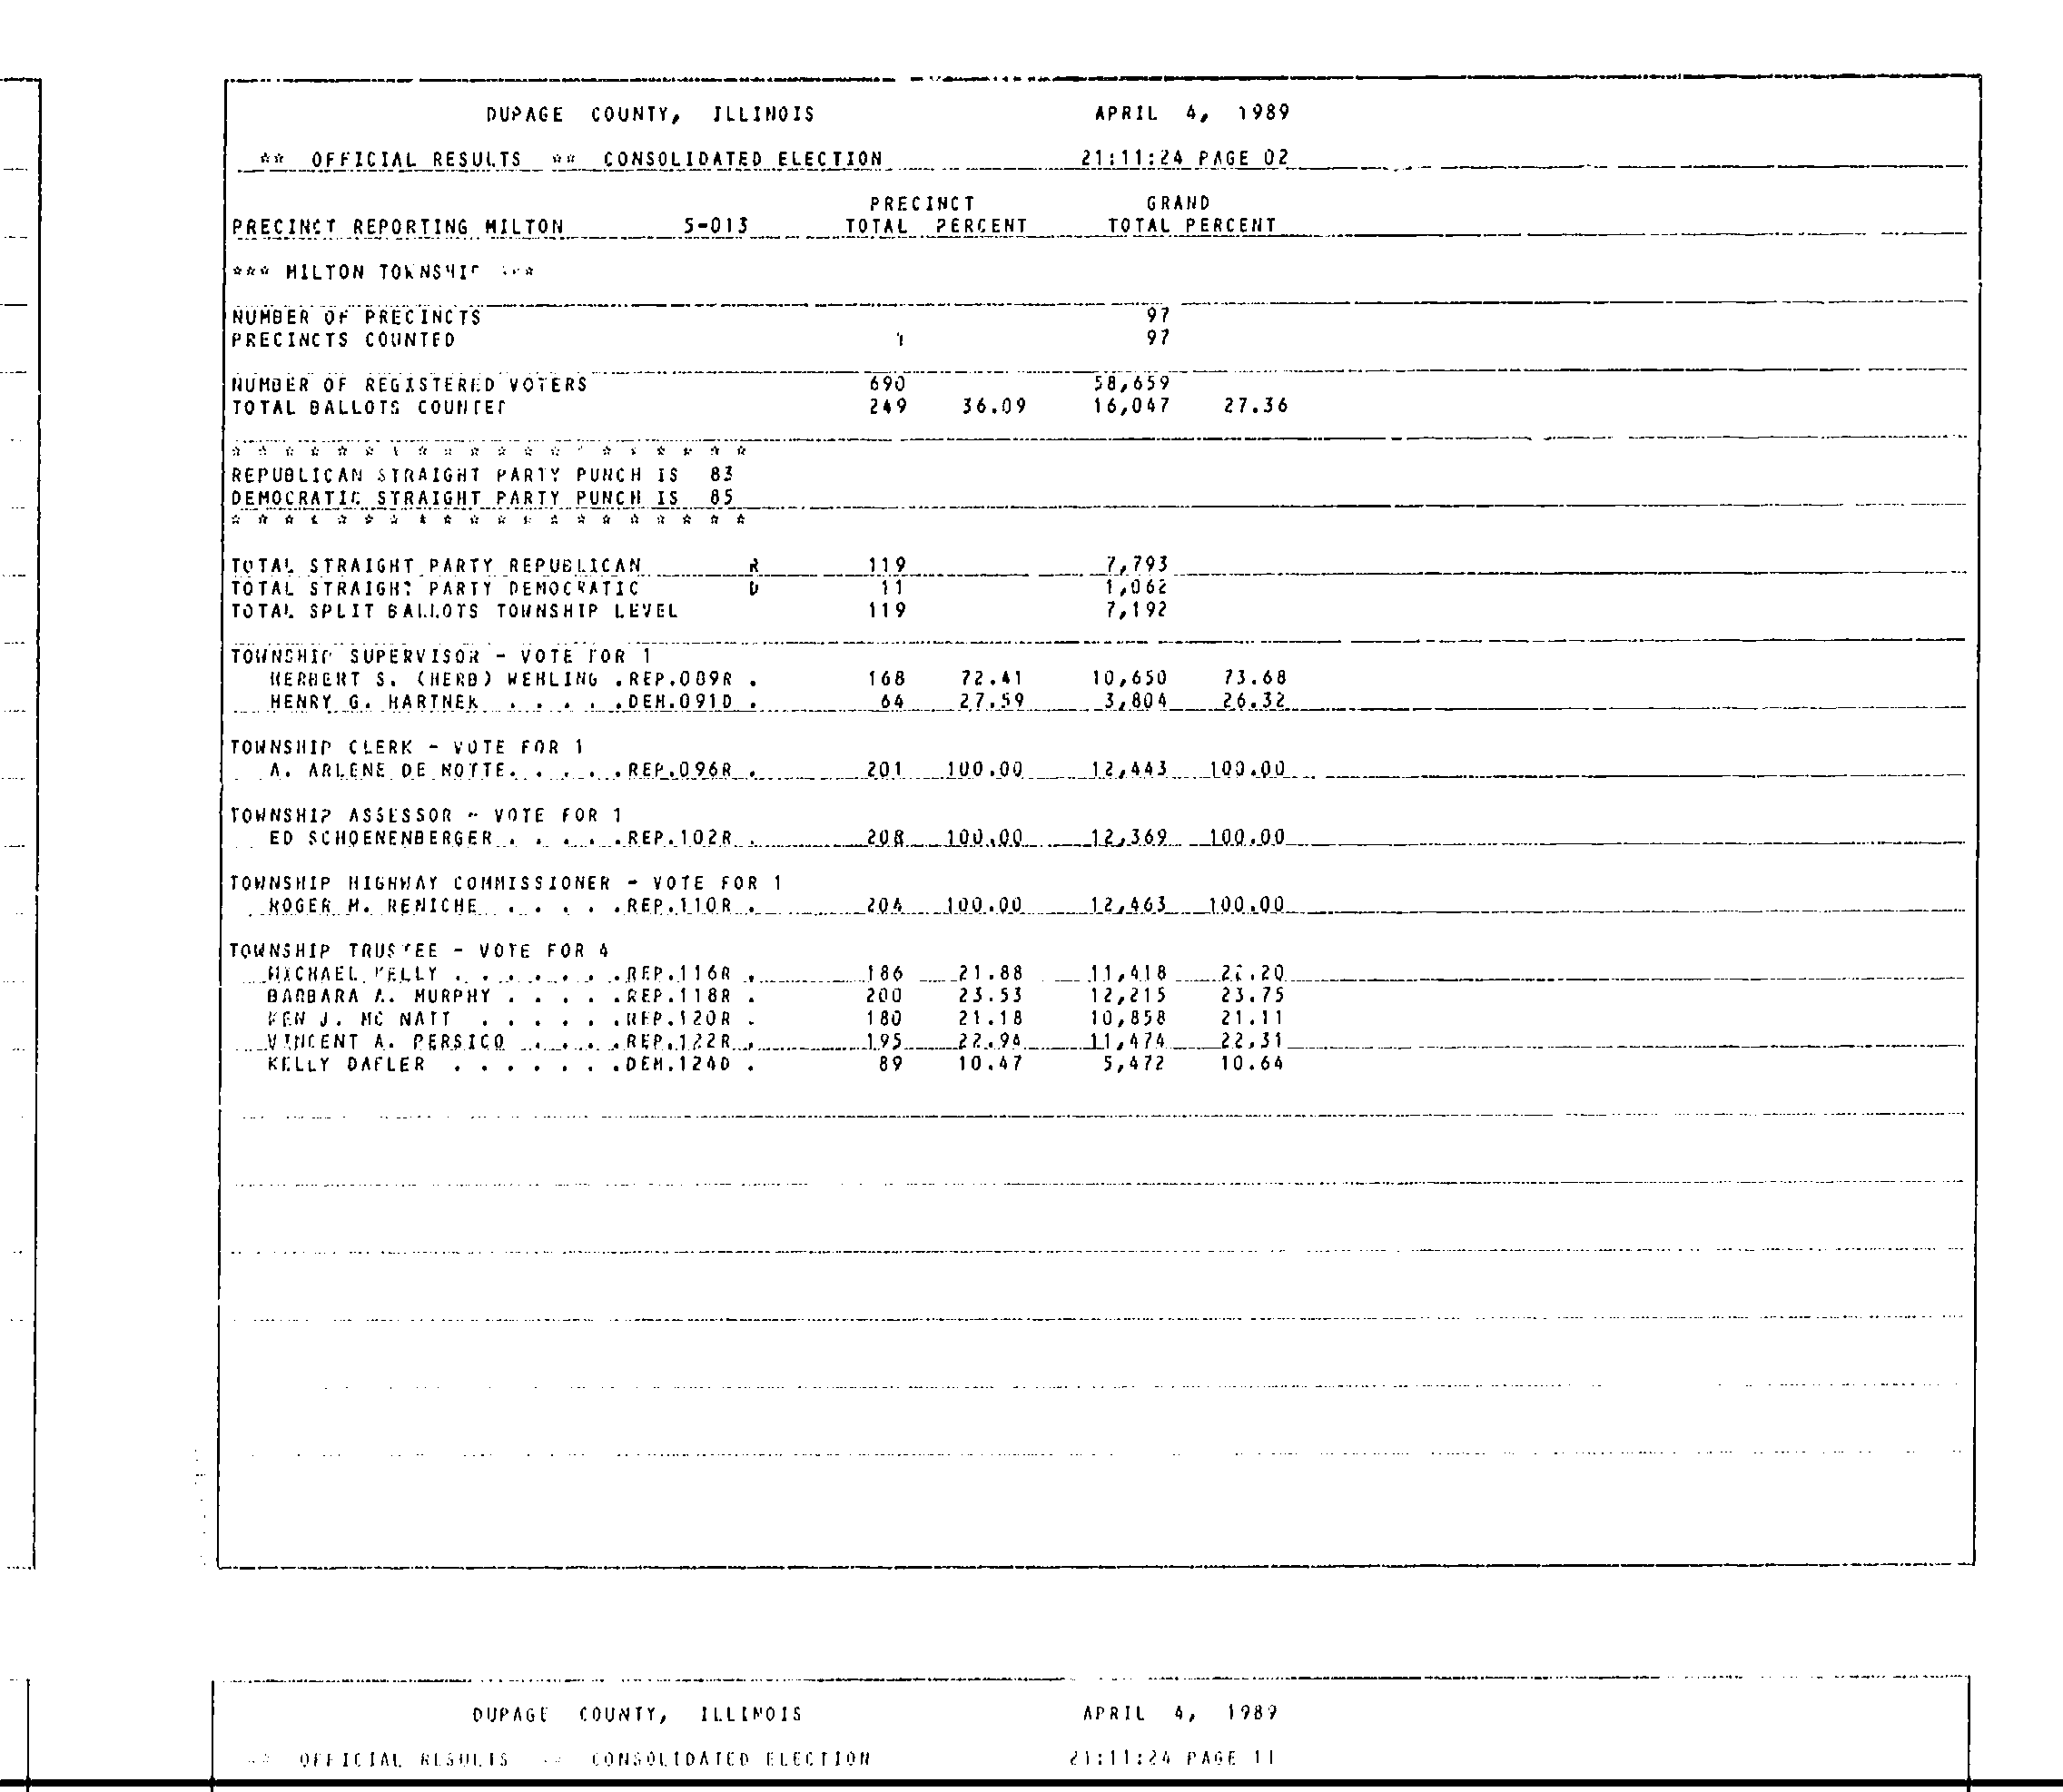 DUPAGE COUNTY, ILLINOIS APRIL 4, 1989
** OFFICIAL RESULTS ** CONSOLIDATED ELECTION 21:11:24 PAGE 02
PRECINCT GRAND
PRECINCT REPORTING MILTON 5-013 TOTAL PERCENT TOTAL PERCENT
*** MILTON TOWNSHIP ***
NUMBER OF PRECINCTS 97
PRECINCTS COUNTED 1 97
NUMBER OF REGISTERED VOTERS 690 58,659
TOTAL BALLOTS COUNTED 249 36.09 16,047 27.36
* * * * * * * * * * * * * * * * * * * *
REPUBLICAN STRAIGHT PARTY PUNCH IS 83
DEMOCRATIC STRAIGHT PARTY PUNCH IS 85
* * * * * * * * * * * * * * * * * * * *
TOTAL STRAIGHT PARTY REPUBLICAN R 119 7,793
TOTAL STRAIGHT PARTY DEMOCRATIC D 11 1,062
TOTAL SPLIT BALLOTS TOWNSHIP LEVEL 119 7,192
TOWNSHIP SUPERVISOR - VOTE FOR 1
HERBERT S. (HERB) WEHLING .REP.089R . 168 72.41 10,650 73.68
HENRY G. HARTNEK . . . . .DEM.091D . 64 27.59 3,804 26.32
TOWNSHIP CLERK - VOTE FOR 1
A. ARLENE DE NOTTE. . . . .REP.096R . 201 100.00 12,443 100.00
TOWNSHIP ASSESSOR - VOTE FOR 1
ED SCHOENENBERGER . . . . .REP.102R . 208 100.00 12,369 100.00
TOWNSHIP HIGHWAY COMMISSIONER - VOTE FOR 1
ROGER M. RENICHE . . . . .REP.110R . 204 100.00 12,463 100.00
TOWNSHIP TRUSTEE - VOTE FOR 4
MICHAEL KELLY . . . . . . .REP.116R . 186 21.88 11,418 22.20
BARBARA A. MURPHY . . . . .REP.118R . 200 23.53 12,215 23.75
KEN J. MC NATT . . . . . .REP.120R . 180 21.18 10,858 21.11
VINCENT A. PERSICO . . . .REP.122R . 195 22.94 11,474 22.31
KELLY DAFLER . . . . . . .DEM.124D . 89 10.47 5,472 10.64
DUPAGE COUNTY, ILLINOIS APRIL 4, 1989
OFFICIAL RESULTS CONSOLIDATED ELECTION 21:11:24 PAGE 11